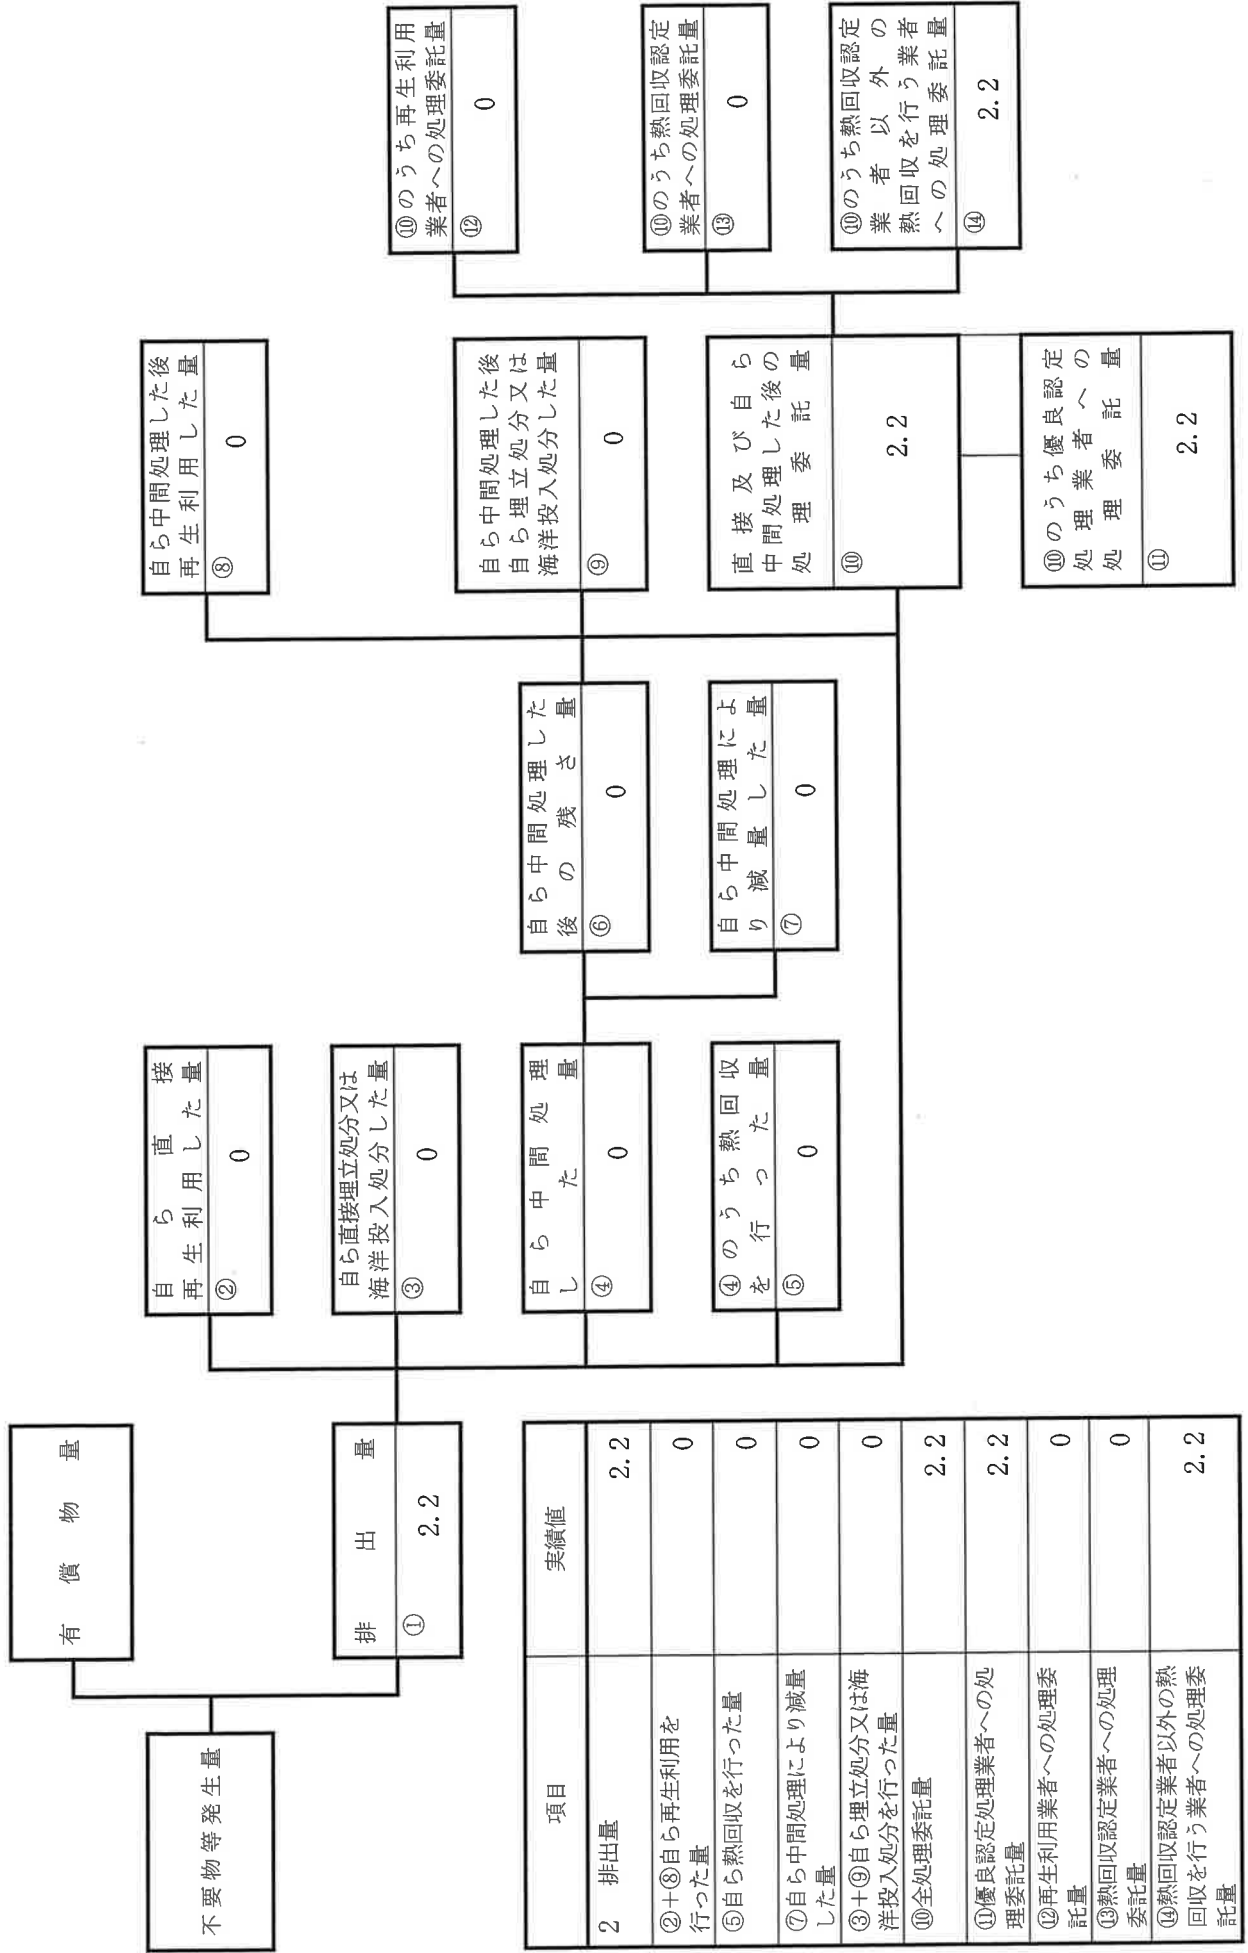 不要物等発生量
有償物量
排出量
① 2.2
自ら直接
再生利用した量
② 0
自ら直接埋立処分又は
海洋投入処分した量
③ 0
自ら中間処理
した量
④ 0
④のうち熱回収
を行った量
⑤ 0
自ら中間処理した
後の残さ量
⑥ 0
自ら中間処理によ
り減量した量
⑦ 0
自ら中間処理した後
再生利用した量
⑧ 0
自ら中間処理した後
自ら埋立処分又は
海洋投入処分した量
⑨ 0
直接及び自ら
中間処理した後の
処理委託量
⑩ 2.2
⑩のうち優良認定
処理業者への
処理委託量
⑪ 2.2
⑩のうち再生利用
業者への処理委託量
⑫ 0
⑩のうち熱回収認定
業者への処理委託量
⑬ 0
⑩のうち熱回収認定
業者以外の
熱回収を行う業者
への処理委託量
⑭ 2.2
項目 実績値
2 排出量 2.2
②+⑧自ら再生利用を
行った量 0
⑤自ら熱回収を行った量 0
⑦自ら中間処理により減量
した量 0
③+⑨自ら埋立処分又は海
洋投入処分を行った量 0
⑩全処理委託量 2.2
⑪優良認定処理業者への処
理委託量 2.2
⑫再生利用業者への処理委
託量 0
⑬熱回収認定業者への処理
委託量 0
⑭熱回収認定業者以外の熱
回収を行う業者への処理委
託量 2.2